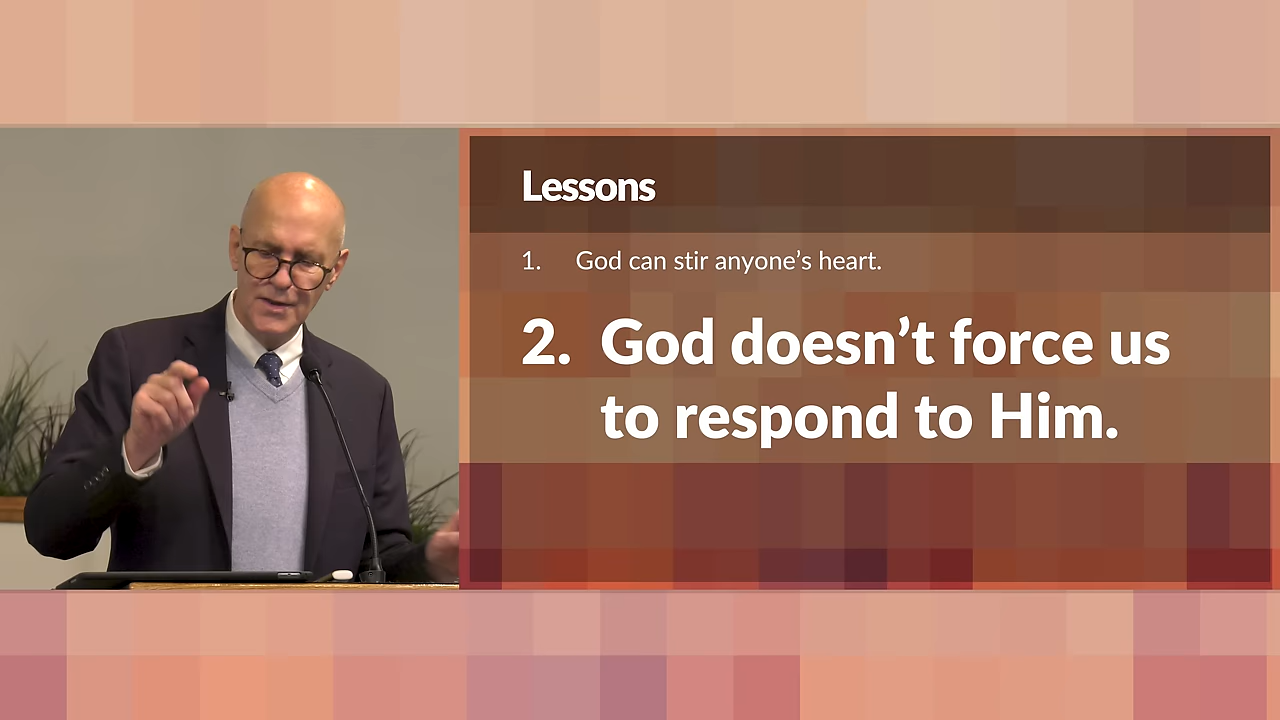 Lessons
1. God can stir anyone’s heart.
2. God doesn’t force us
to respond to Him.